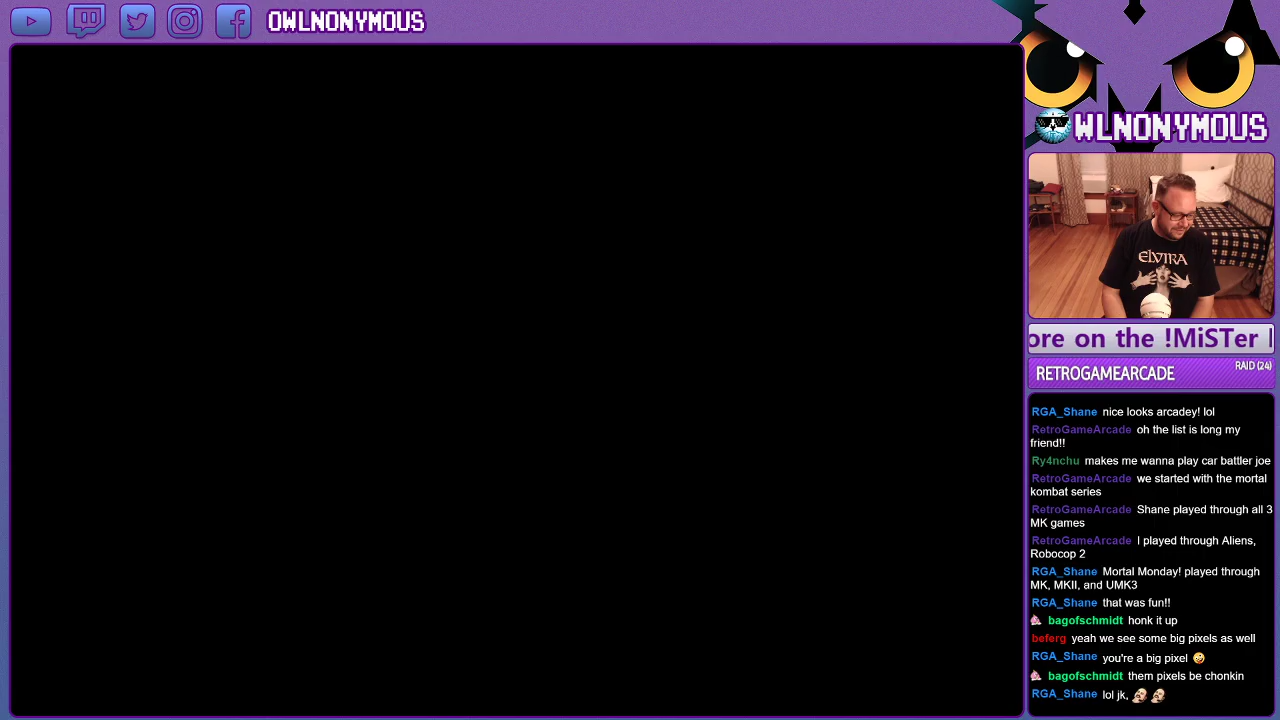 OWLNONYMOUS
WLNONYMOUS
ELVIRA
ore on the !MiSTer
RETROGAMEARCADE
RAID (24)
RGA_Shane nice looks arcadey! lol
RetroGameArcade oh the list is long my
friend!!
Ry4nchu makes me wanna play car battler joe
RetroGameArcade we started with the mortal
kombat series
RetroGameArcade Shane played through all 3
MK games
RetroGameArcade I played through Aliens,
Robocop 2
RGA_Shane Mortal Monday! played through
MK, MKII, and UMK3
RGA_Shane that was fun!!
bagofschmidt honk it up
beferg yeah we see some big pixels as well
RGA_Shane you're a big pixel
bagofschmidt them pixels be chonkin
RGA_Shane lol jk,